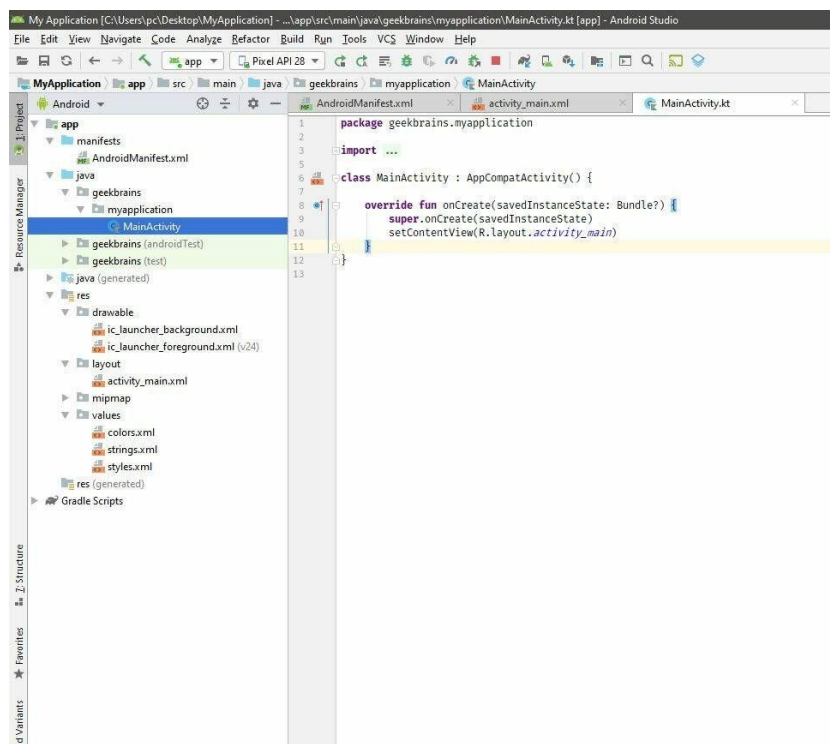 My Application [C:\Users\pc\Desktop\MyApplication] - ...\app\src\main\java\geekbrains\myapplication\MainActivity.kt [app] - Android Studio
File Edit View Navigate Code Analyze Refactor Build Run Tools VCS Window Help
app Pixel API 28
MyApplication app src main java geekbrains myapplication MainActivity
Android
AndroidManifest.xml activity_main.xml MainActivity.kt
1: Project
Resource Manager
app
manifests
AndroidManifest.xml
java
geekbrains
myapplication
MainActivity
geekbrains (androidTest)
geekbrains (test)
java (generated)
res
drawable
ic_launcher_background.xml
ic_launcher_foreground.xml (v24)
layout
activity_main.xml
mipmap
values
colors.xml
strings.xml
styles.xml
res (generated)
Gradle Scripts
Z: Structure
Favorites
d Variants
1 package geekbrains.myapplication
2
3 import ...
5
6 class MainActivity : AppCompatActivity() {
7
8 override fun onCreate(savedInstanceState: Bundle?) {
9 super.onCreate(savedInstanceState)
10 setContentView(R.layout.activity_main)
11 }
12 }
13